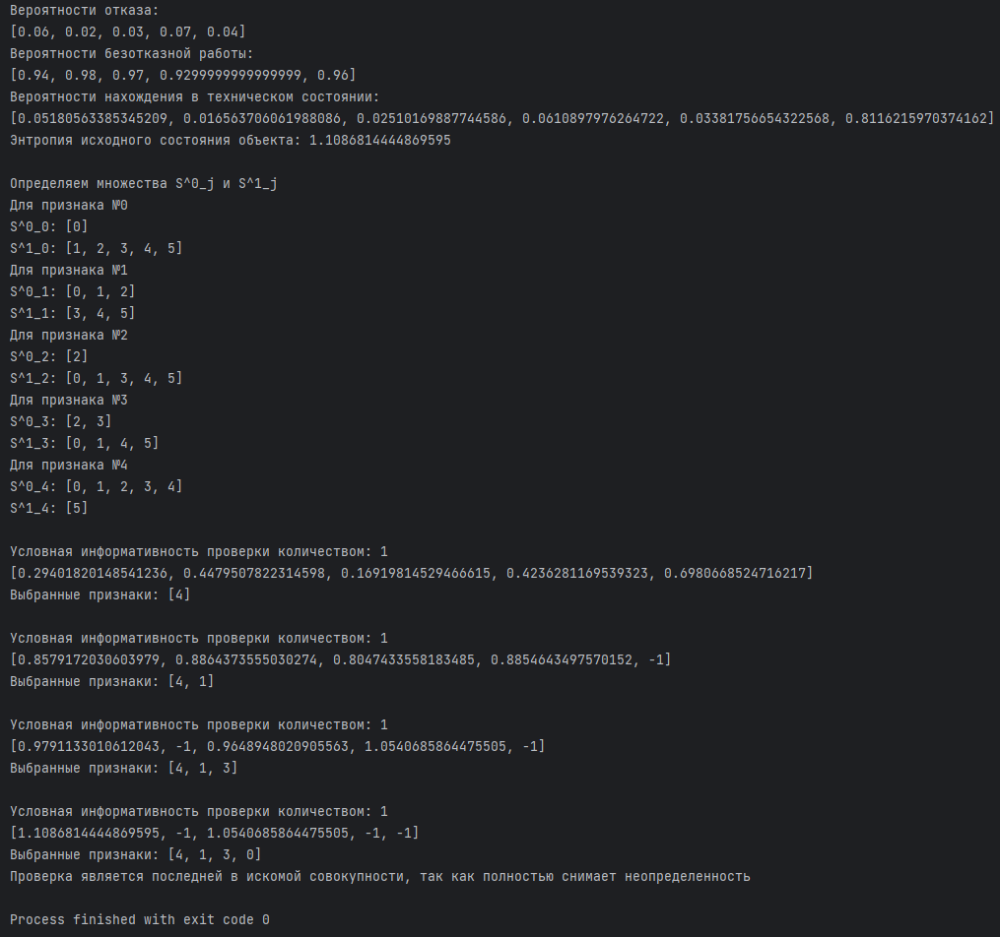 Вероятности отказа:
[0.06, 0.02, 0.03, 0.07, 0.04]
Вероятности безотказной работы:
[0.94, 0.98, 0.97, 0.9299999999999999, 0.96]
Вероятности нахождения в техническом состоянии:
[0.05180563385345209, 0.016563706061988086, 0.02510169887744586, 0.0610897976264722, 0.03381756654322568, 0.8116215970374162]
Энтропия исходного состояния объекта: 1.1086814444869595
Определяем множества S^0_j и S^1_j
Для признака №0
S^0_0: [0]
S^1_0: [1, 2, 3, 4, 5]
Для признака №1
S^0_1: [0, 1, 2]
S^1_1: [3, 4, 5]
Для признака №2
S^0_2: [2]
S^1_2: [0, 1, 3, 4, 5]
Для признака №3
S^0_3: [2, 3]
S^1_3: [0, 1, 4, 5]
Для признака №4
S^0_4: [0, 1, 2, 3, 4]
S^1_4: [5]
Условная информативность проверки количеством: 1
[0.29401820148541236, 0.4479507822314598, 0.16919814529466615, 0.4236281169539323, 0.6980668524716217]
Выбранные признаки: [4]
Условная информативность проверки количеством: 1
[0.8579172030603979, 0.8864373555030274, 0.8047433558183485, 0.8854643497570152, -1]
Выбранные признаки: [4, 1]
Условная информативность проверки количеством: 1
[0.9791133010612043, -1, 0.9648948020905563, 1.0540685864475505, -1]
Выбранные признаки: [4, 1, 3]
Условная информативность проверки количеством: 1
[1.1086814444869595, -1, 1.0540685864475505, -1, -1]
Выбранные признаки: [4, 1, 3, 0]
Проверка является последней в искомой совокупности, так как полностью снимает неопределенность
Process finished with exit code 0